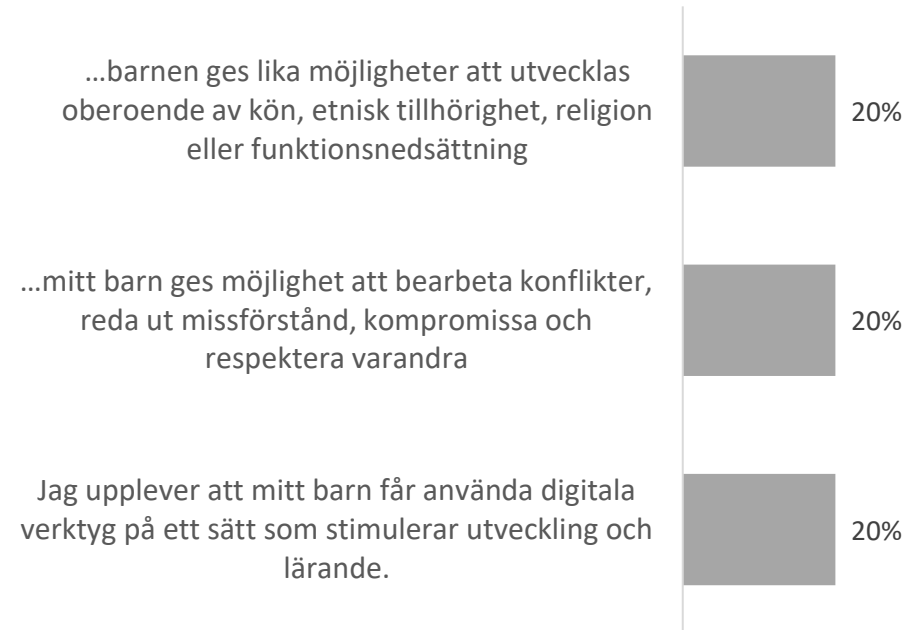 …barnen ges lika möjligheter att utvecklas
oberoende av kön, etnisk tillhörighet, religion
eller funktionsnedsättning
20%
…mitt barn ges möjlighet att bearbeta konflikter,
reda ut missförstånd, kompromissa och
respektera varandra
20%
Jag upplever att mitt barn får använda digitala
verktyg på ett sätt som stimulerar utveckling och
lärande.
20%